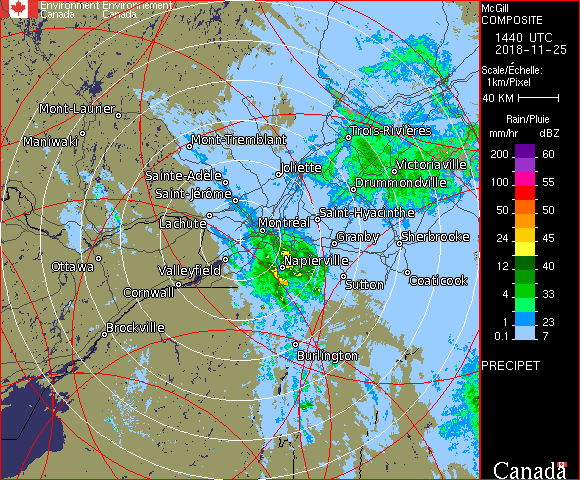 Environment Environnement
Canada Canada
McGill
COMPOSITE
1440 UTC
2018-11-25
Scale/Échelle:
1km/Pixel
40 KM
Rain/Pluie
mm/hr dBZ
200 60
100 55
50 50
24 45
12 40
4 33
1 23
0.1 7
PRECIPET
Canada
Mont-Laurier
Maniwaki
Mont-Tremblant
Trois-Rivières
Joliette
Victoriaville
Sainte-Adèle
Drummondville
Saint-Jérôme
Lachute
Saint-Hyacinthe
Montréal
Granby
Sherbrooke
Ottawa
Valleyfield
Napierville
Cornwall
Sutton
Coaticook
Brockville
Burlington